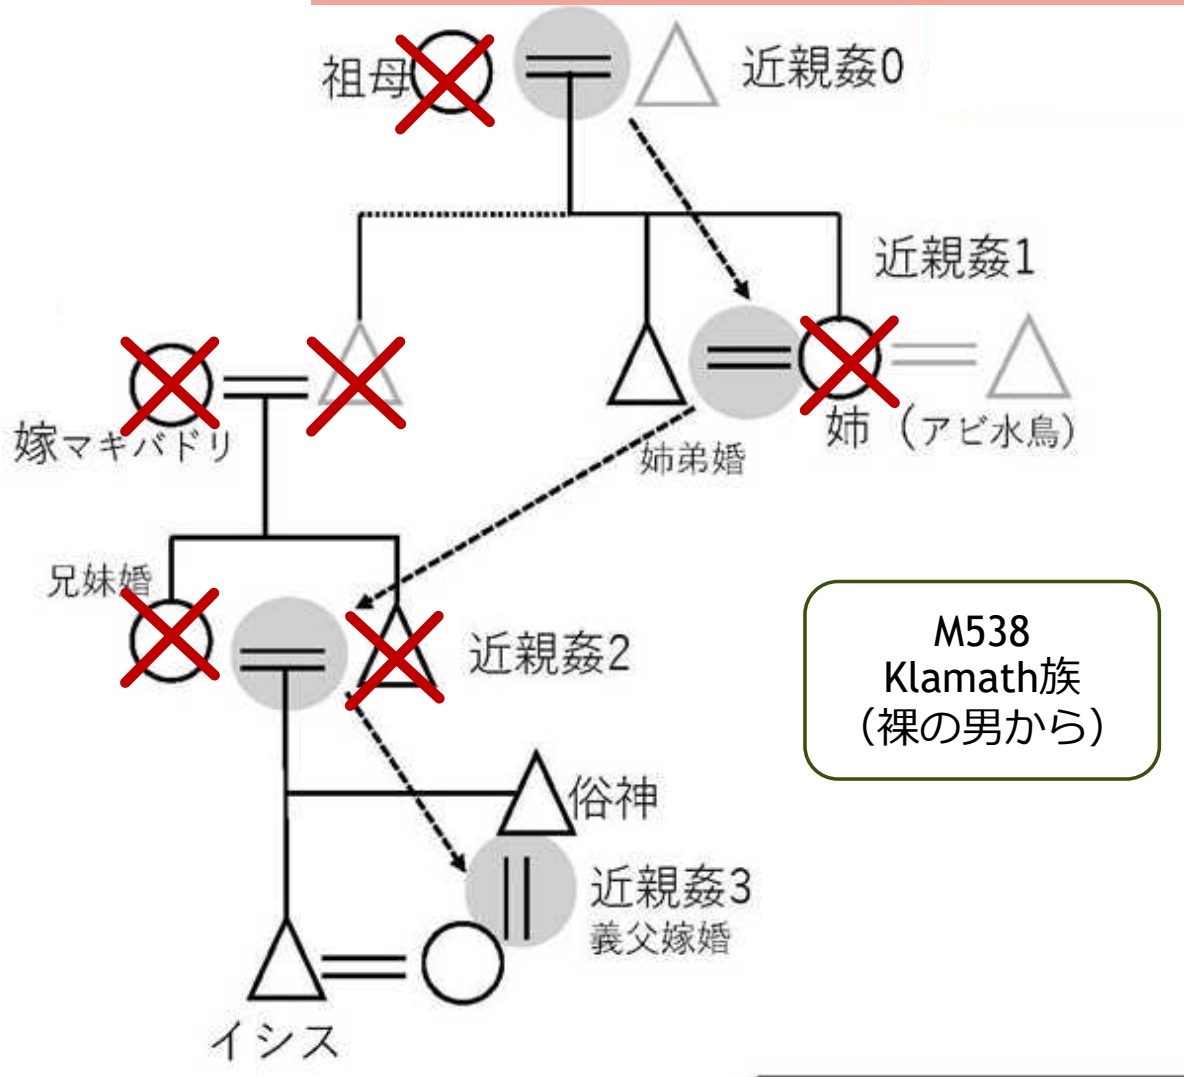 祖母
近親姦0
近親姦1
嫁マキバドリ
姉（アビ水鳥）
姉弟婚
兄妹婚
近親姦2
M538
Klamath族
（裸の男から）
俗神
近親姦3
義父嫁婚
イシス